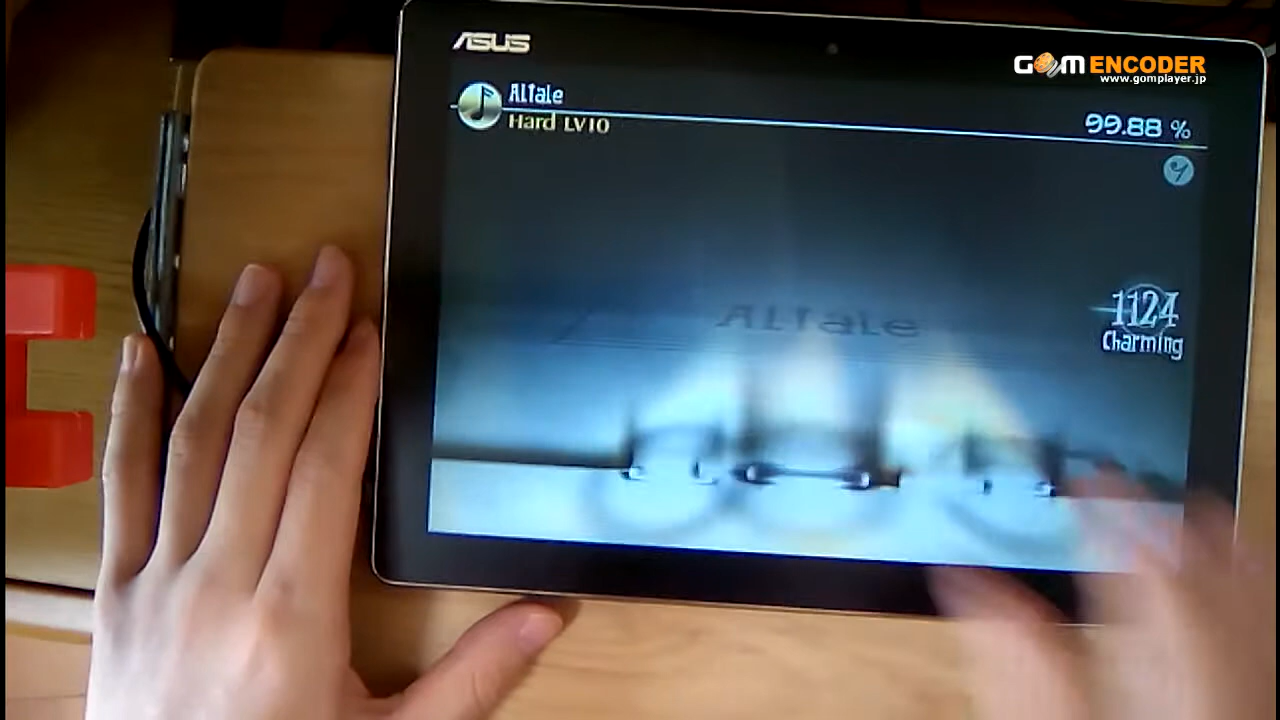 ASUS
GOM ENCODER
www.gomplayer.jp
Altale
Hard LV10
99.88 %
Altale
1124
Charming